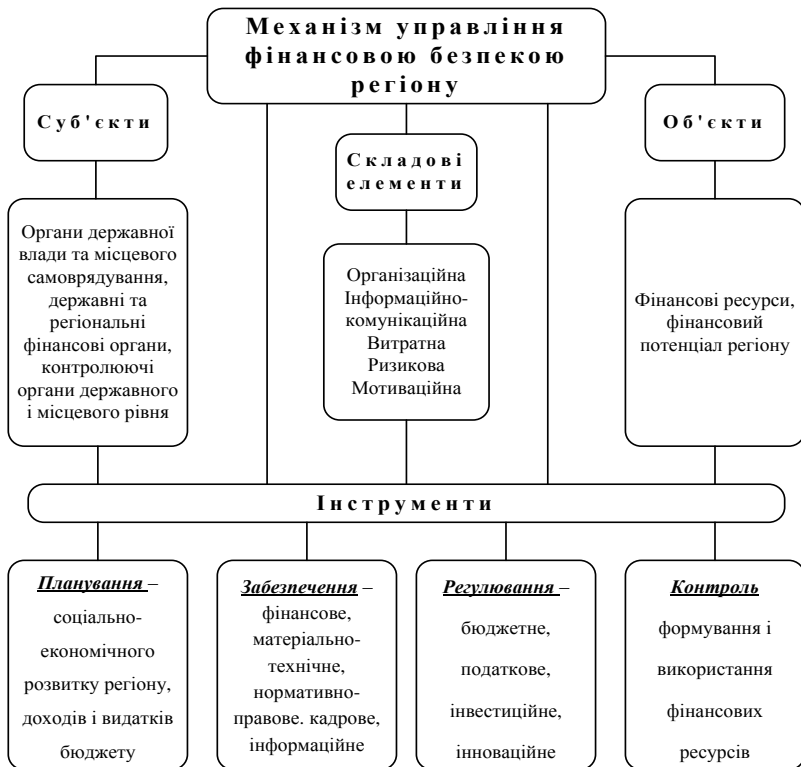 Механізм управління
фінансовою безпекою
регіону
Суб'єкти
Складові
елементи
Об'єкти
Органи державної
влади та місцевого
самоврядування,
державні та
регіональні
фінансові органи,
контролюючі
органи державного
і місцевого рівня
Організаційна
Інформаційно-
комунікаційна
Витратна
Ризикова
Мотиваційна
Фінансові ресурси,
фінансовий
потенціал регіону
Інструменти
Планування –
соціально-
економічного
розвитку регіону,
доходів і видатків
бюджету
Забезпечення –
фінансове,
матеріально-
технічне,
нормативно-
правове. кадрове,
інформаційне
Регулювання –
бюджетне,
податкове,
інвестиційне,
інноваційне
Контроль
формування і
використання
фінансових
ресурсів